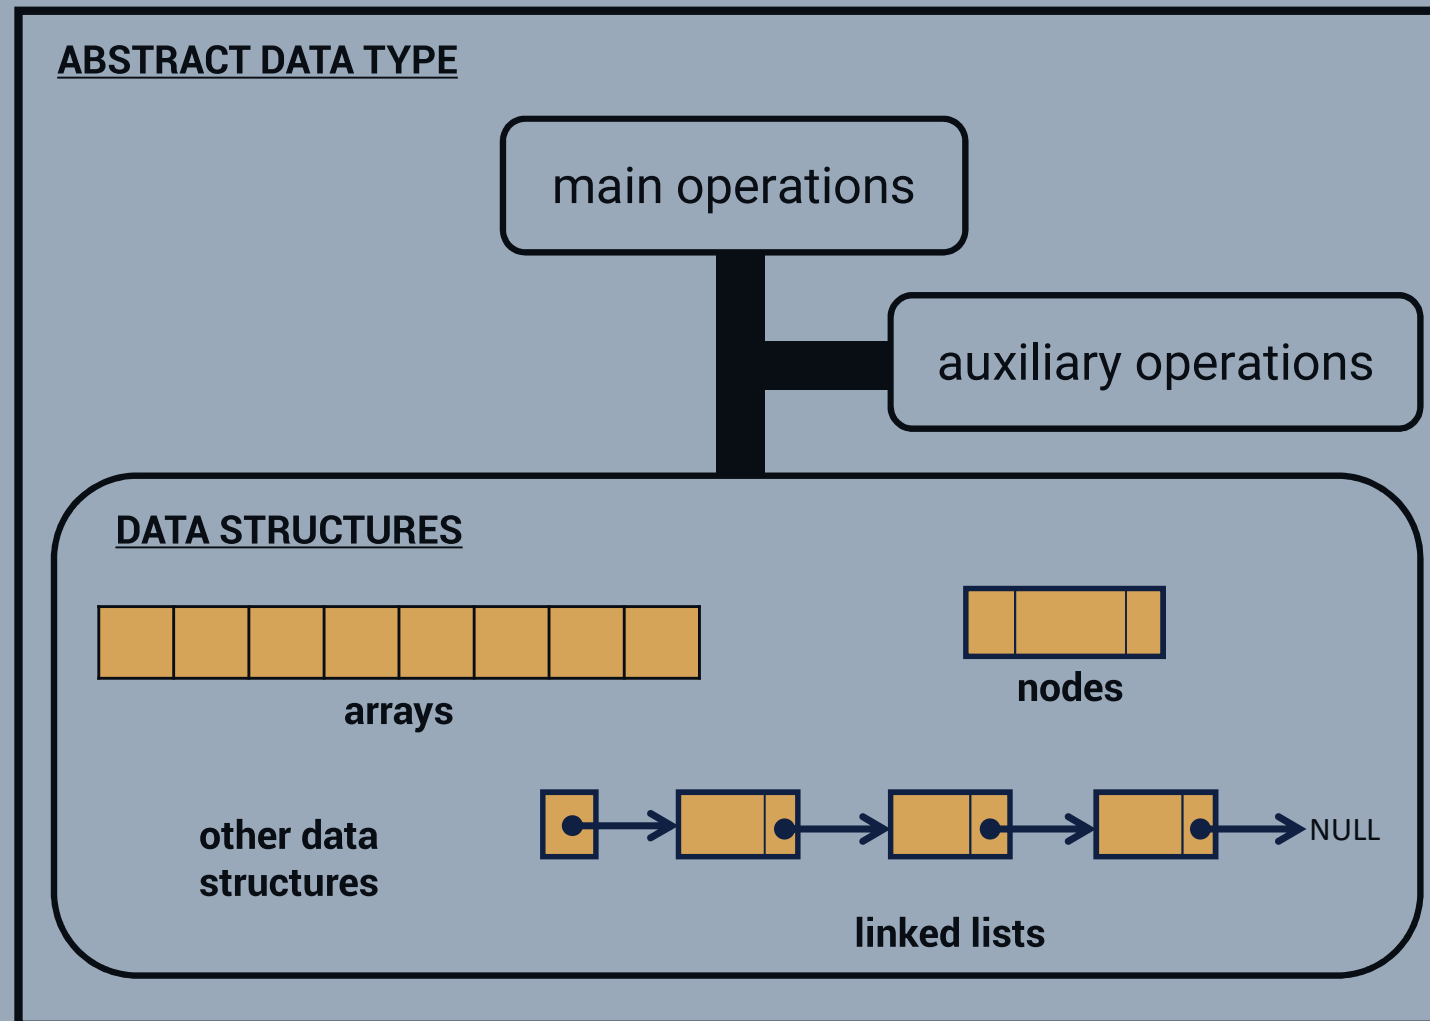 ABSTRACT DATA TYPE
main operations
auxiliary operations
DATA STRUCTURES
arrays
nodes
other data
structures
NULL
linked lists